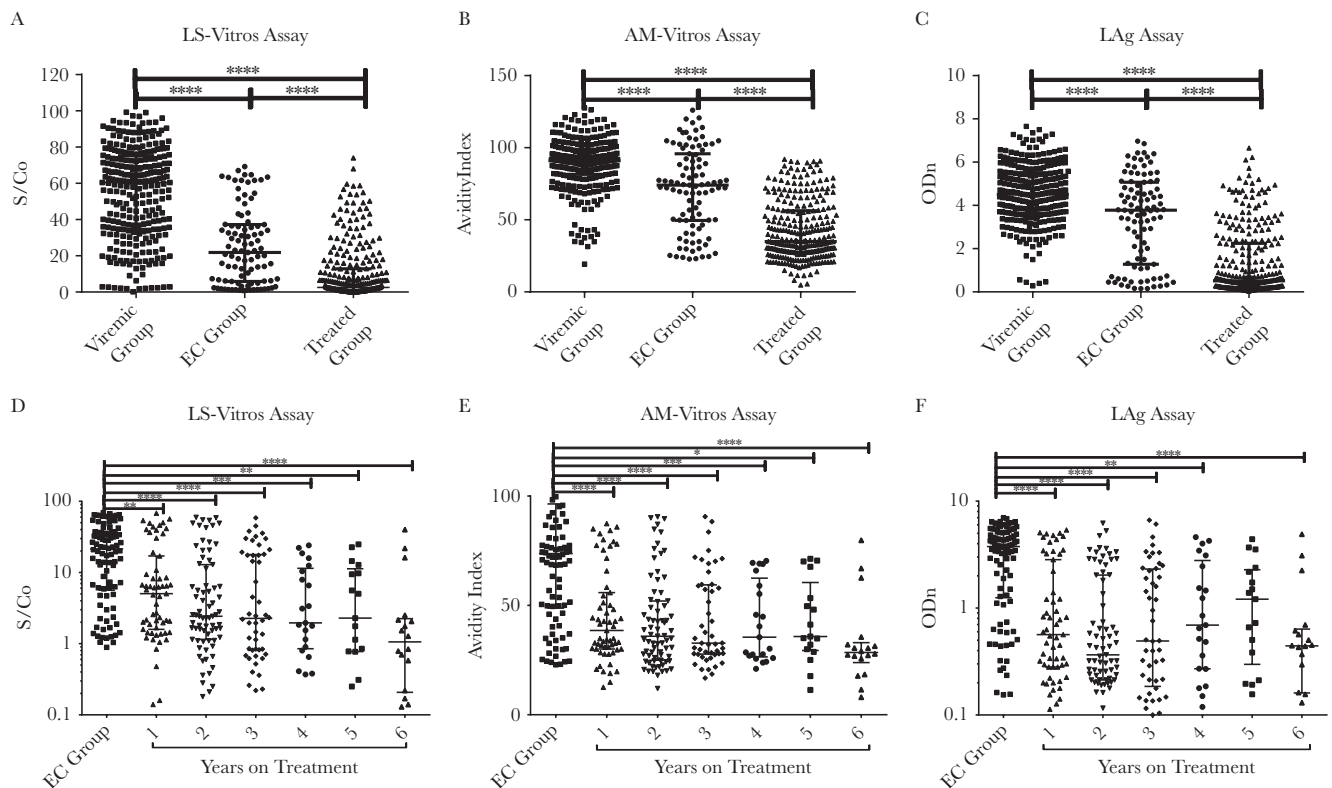 A
LS-Vitros Assay
S/Co
120
100
80
60
40
20
0
****
****
****
Viremic
Group
EC Group
Treated
Group
B
AM-Vitros Assay
AvidityIndex
150
100
50
0
****
****
****
Viremic
Group
EC Group
Treated
Group
C
LAg Assay
ODn
10
8
6
4
2
0
****
****
****
Viremic
Group
EC Group
Treated
Group
D
LS-Vitros Assay
S/Co
100
10
1
0.1
****
**
***
****
****
**
EC Group
1
2
3
4
5
6
Years on Treatment
E
AM-Vitros Assay
Avidity Index
100
50
0
****
*
***
****
****
****
EC Group
1
2
3
4
5
6
Years on Treatment
F
LAg Assay
ODn
10
1
0.1
****
**
****
****
****
EC Group
1
2
3
4
5
6
Years on Treatment